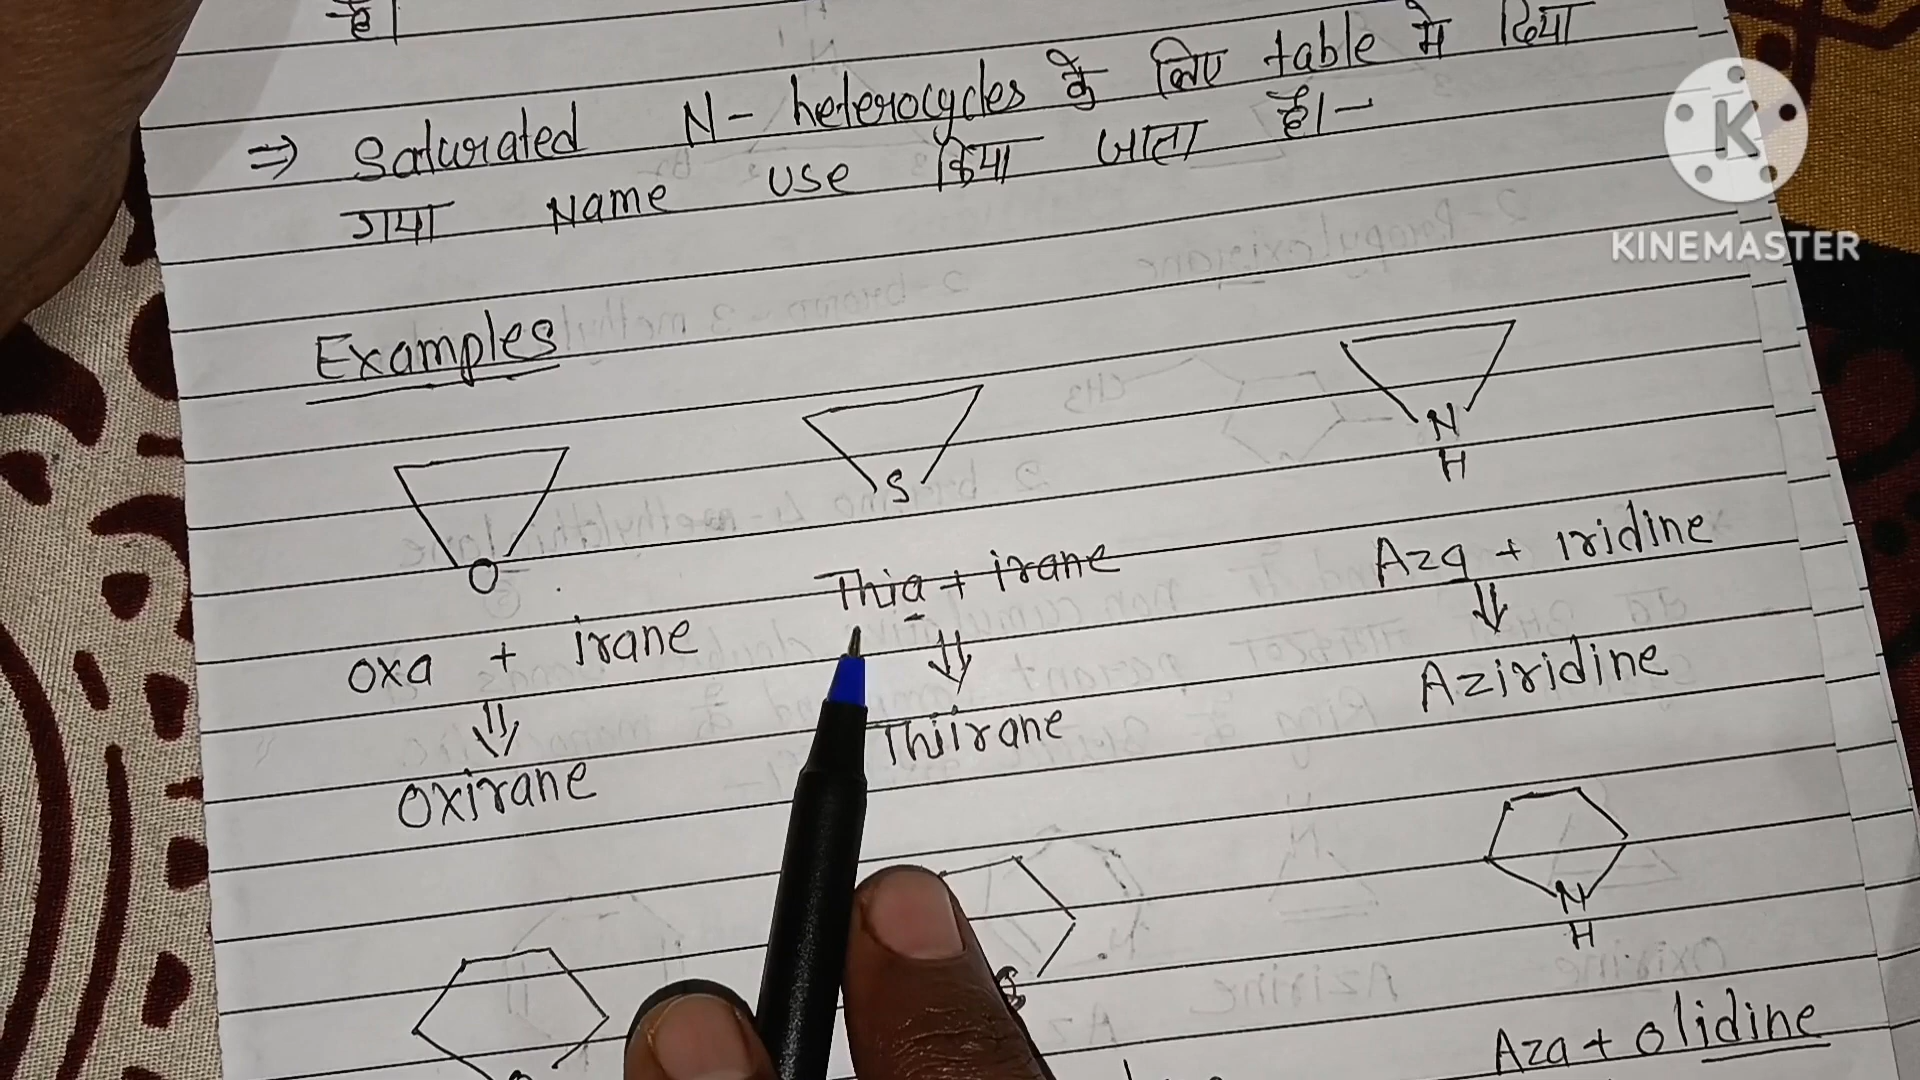 है।
⇒ Saturated N- heterocycles के लिए table में दिया
गया Name use किया जाता है।-
K
KINEMASTER
Examples
O
S
N
H
oxa + irane
Thia + irane
Aza + iridine
⇓ ⇓ ⇓
Oxirane
Thiirane
Aziridine
N
H
Aza + olidine